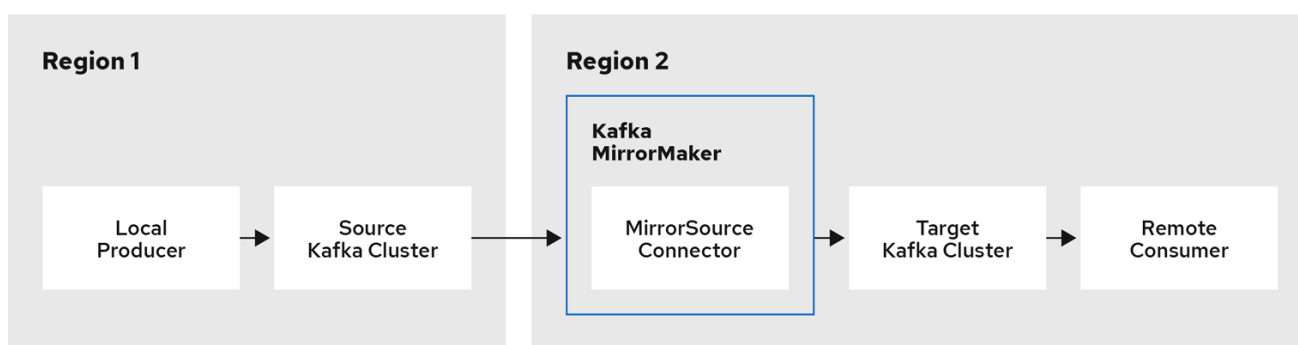 Region 1
Region 2
Kafka
MirrorMaker
Local
Producer
Source
Kafka Cluster
MirrorSource
Connector
Target
Kafka Cluster
Remote
Consumer